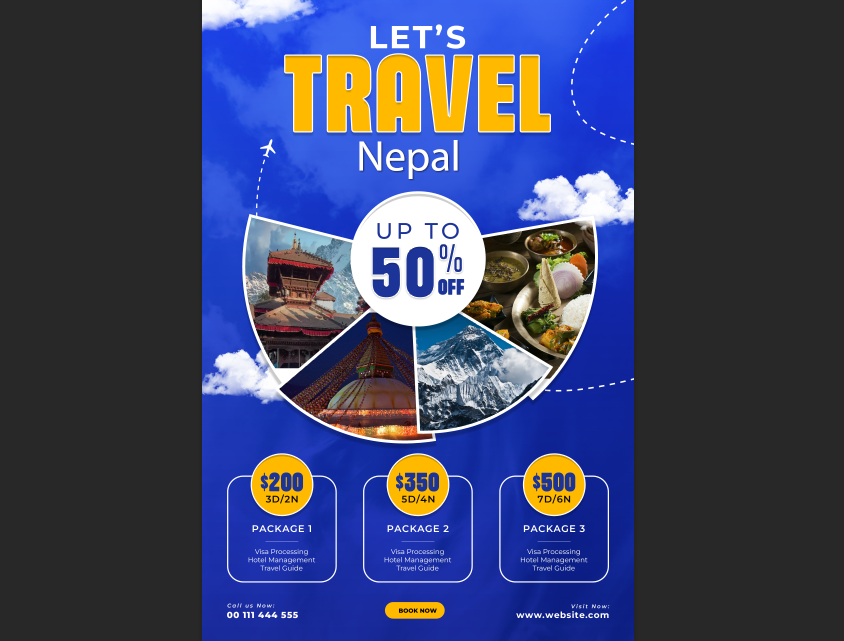 LET'S
TRAVEL
Nepal
UP TO
50%
OFF
$200
3D/2N
PACKAGE 1
Visa Processing
Hotel Management
Travel Guide
$350
5D/4N
PACKAGE 2
Visa Processing
Hotel Management
Travel Guide
$500
7D/6N
PACKAGE 3
Visa Processing
Hotel Management
Travel Guide
Call us Now:
00 111 444 555
BOOK NOW
Visit Now:
www.website.com